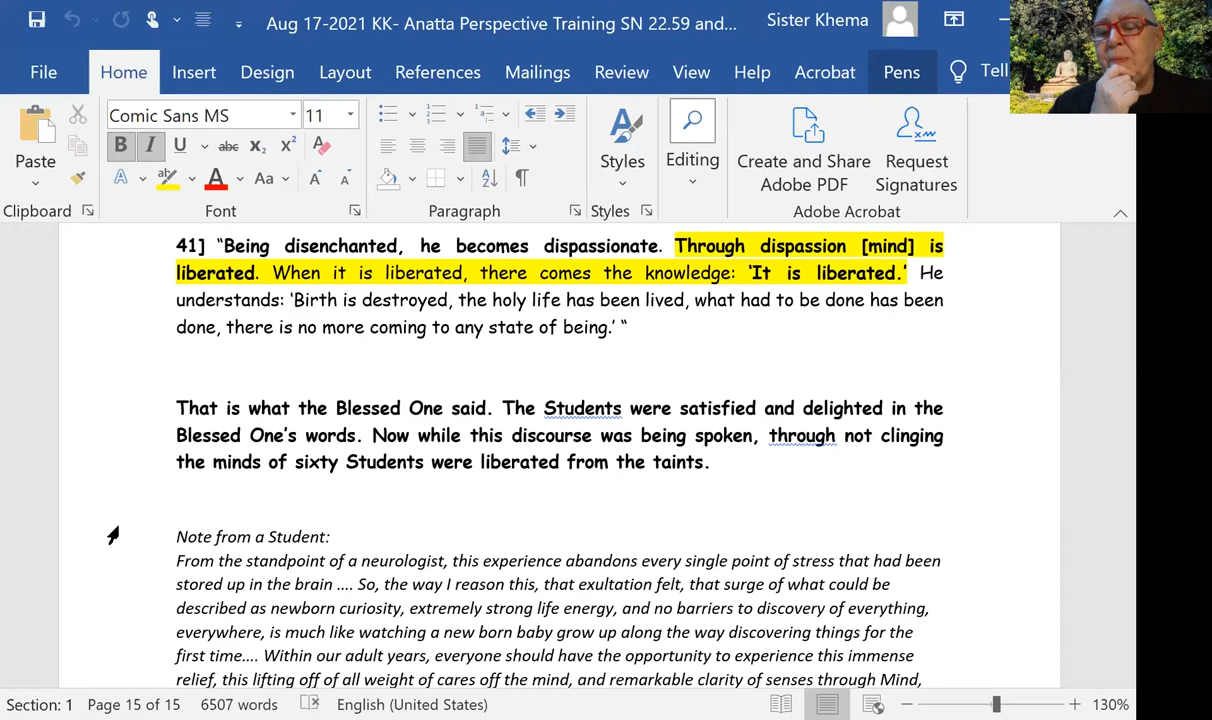 Aug 17-2021 KK- Anatta Perspective Training SN 22.59 and...
Sister Khema
File Home Insert Design Layout References Mailings Review View Help Acrobat Pens Tell
Comic Sans MS 11
Paste
Styles
Editing
Create and Share Adobe PDF
Request Signatures
Clipboard Font Paragraph Styles Adobe Acrobat
41] “Being disenchanted, he becomes dispassionate. Through dispassion [mind] is
liberated. When it is liberated, there comes the knowledge: ‘It is liberated.’ He
understands: ‘Birth is destroyed, the holy life has been lived, what had to be done has been
done, there is no more coming to any state of being.’ “
That is what the Blessed One said. The Students were satisfied and delighted in the
Blessed One’s words. Now while this discourse was being spoken, through not clinging
the minds of sixty Students were liberated from the taints.
Note from a Student:
From the standpoint of a neurologist, this experience abandons every single point of stress that had been
stored up in the brain .... So, the way I reason this, that exultation felt, that surge of what could be
described as newborn curiosity, extremely strong life energy, and no barriers to discovery of everything,
everywhere, is much like watching a new born baby grow up along the way discovering things for the
first time.... Within our adult years, everyone should have the opportunity to experience this immense
relief, this lifting off of all weight of cares off the mind, and remarkable clarity of senses through Mind,
Section: 1 Page 15 of 15 6507 words English (United States) 130%